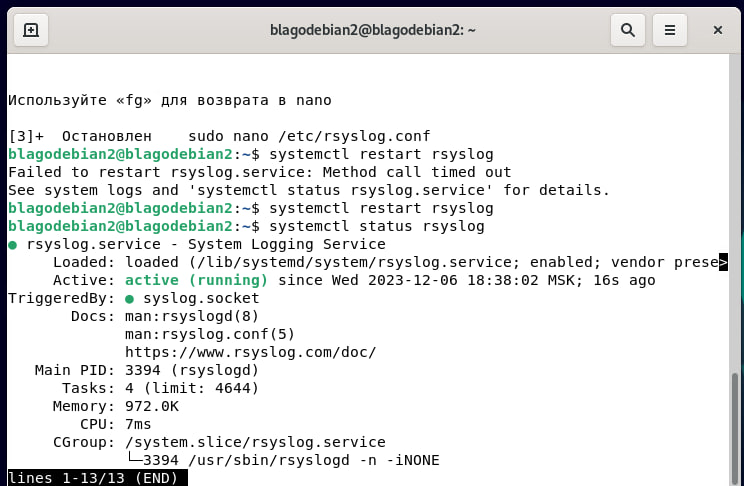 blagodebian2@blagodebian2: ~
Используйте «fg» для возврата в nano
[3]+  Остановлен    sudo nano /etc/rsyslog.conf
blagodebian2@blagodebian2:~$ systemctl restart rsyslog
Failed to restart rsyslog.service: Method call timed out
See system logs and 'systemctl status rsyslog.service' for details.
blagodebian2@blagodebian2:~$ systemctl restart rsyslog
blagodebian2@blagodebian2:~$ systemctl status rsyslog
● rsyslog.service - System Logging Service
     Loaded: loaded (/lib/systemd/system/rsyslog.service; enabled; vendor prese>
     Active: active (running) since Wed 2023-12-06 18:38:02 MSK; 16s ago
TriggeredBy: ● syslog.socket
       Docs: man:rsyslogd(8)
             man:rsyslog.conf(5)
             https://www.rsyslog.com/doc/
   Main PID: 3394 (rsyslogd)
      Tasks: 4 (limit: 4644)
     Memory: 972.0K
        CPU: 7ms
     CGroup: /system.slice/rsyslog.service
             └─3394 /usr/sbin/rsyslogd -n -iNONE
lines 1-13/13 (END)